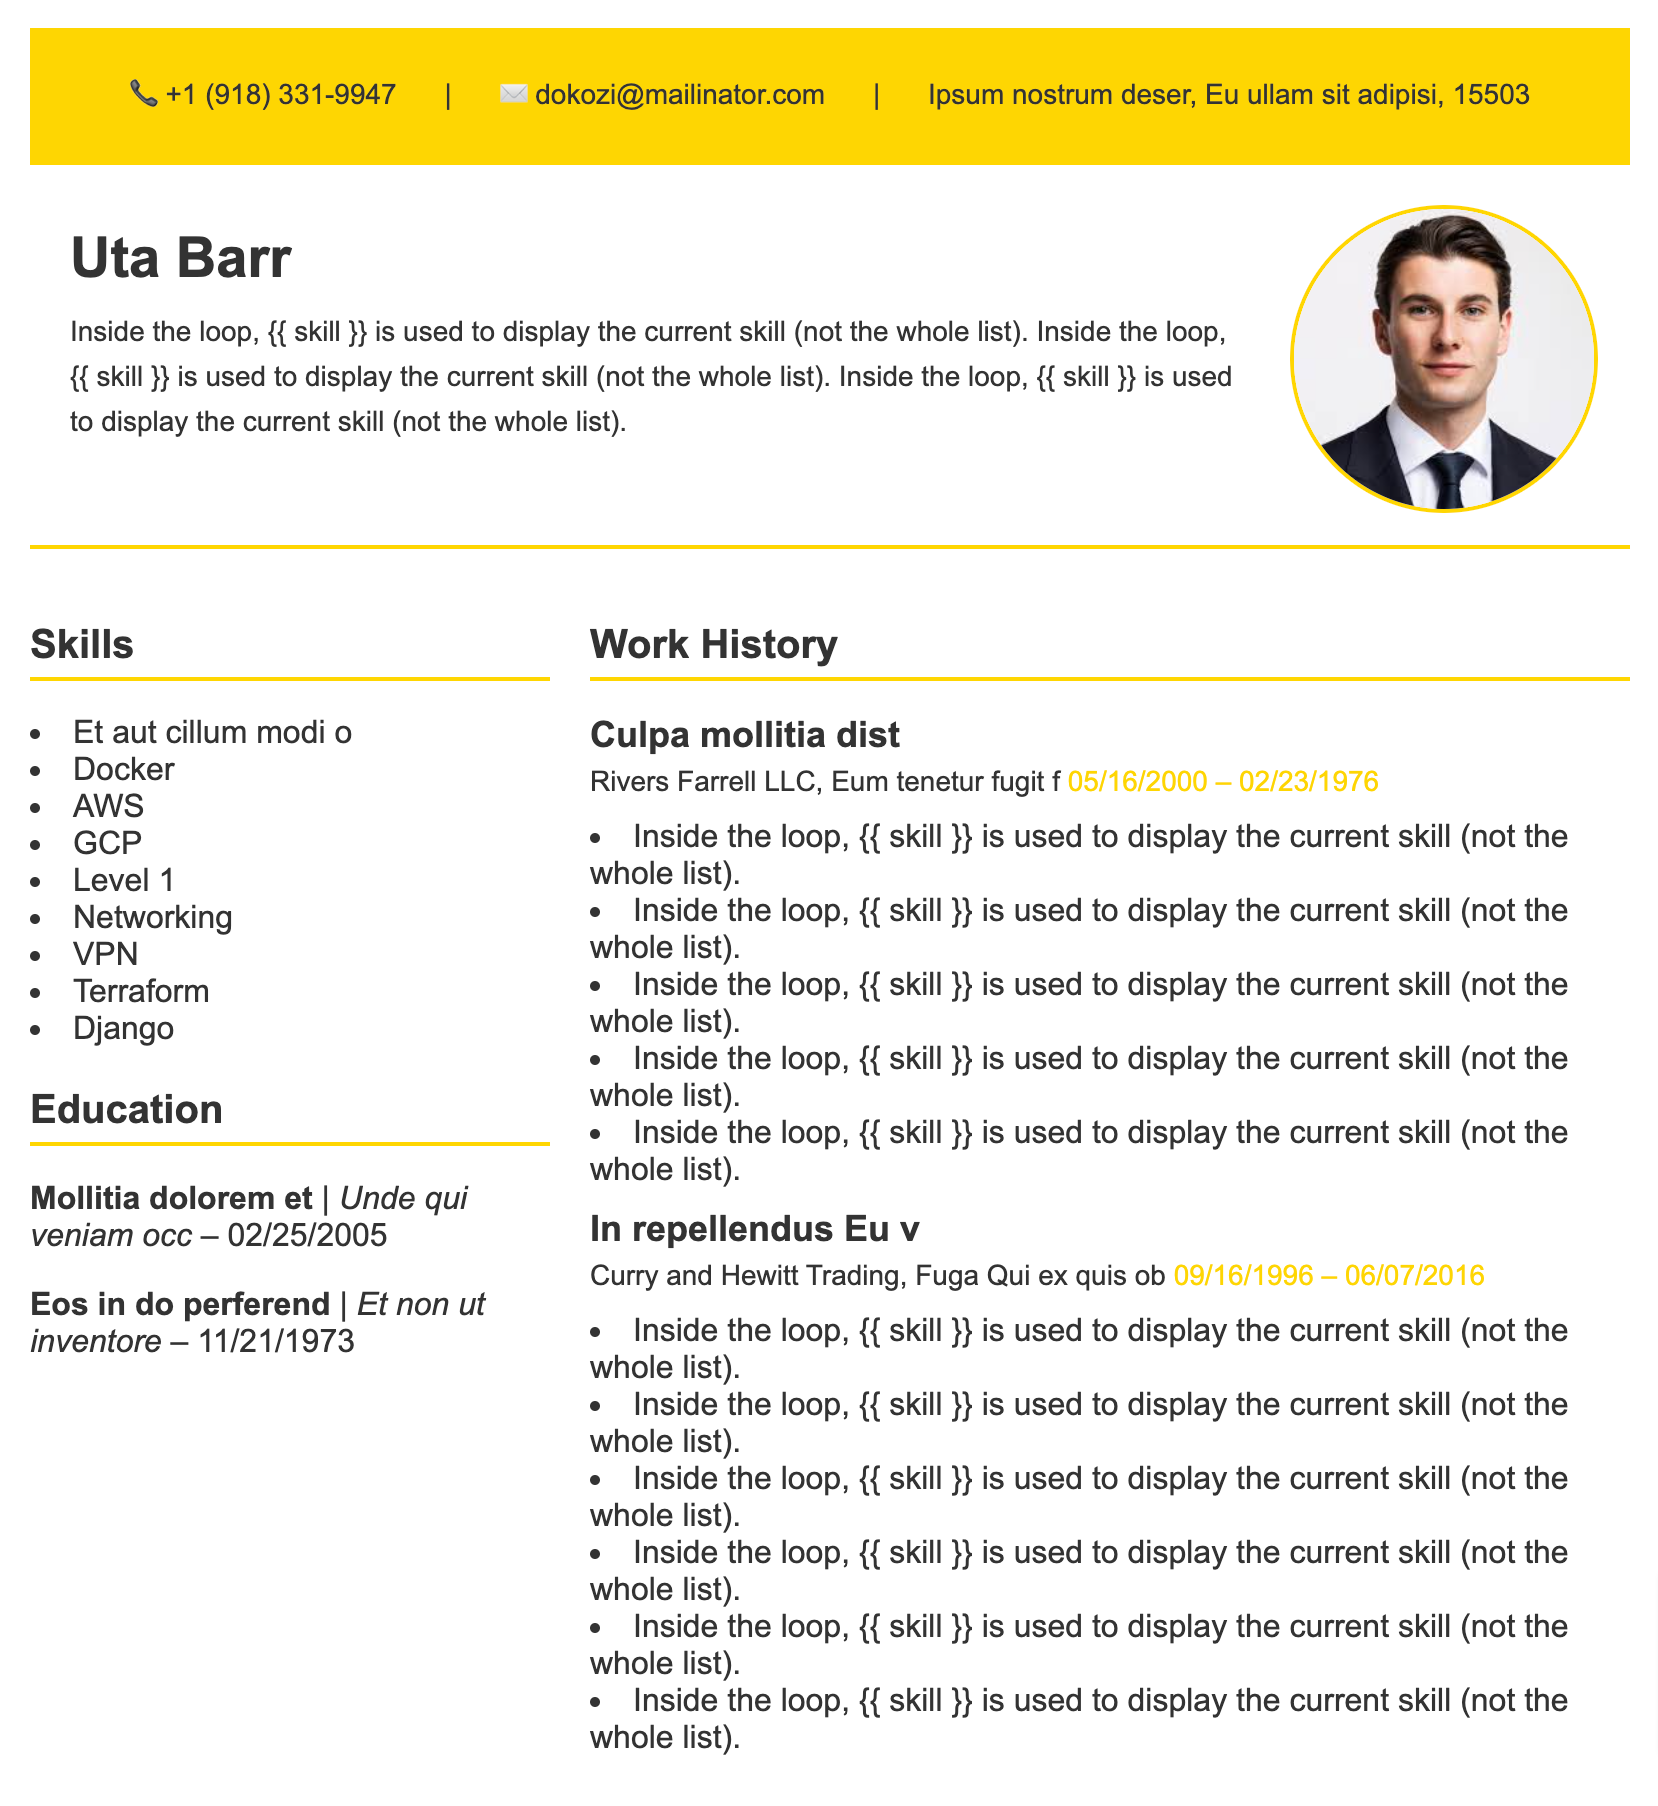 📞 +1 (918) 331-9947 | ✉️ dokozi@mailinator.com | Ipsum nostrum deser, Eu ullam sit adipisi, 15503
Uta Barr
Inside the loop, {{ skill }} is used to display the current skill (not the whole list). Inside the loop,
{{ skill }} is used to display the current skill (not the whole list). Inside the loop, {{ skill }} is used
to display the current skill (not the whole list).
Skills
• Et aut cillum modi o
• Docker
• AWS
• GCP
• Level 1
• Networking
• VPN
• Terraform
• Django
Education
Mollitia dolorem et | Unde qui
veniam occ – 02/25/2005
Eos in do perferend | Et non ut
inventore – 11/21/1973
Work History
Culpa mollitia dist
Rivers Farrell LLC, Eum tenetur fugit f 05/16/2000 – 02/23/1976
• Inside the loop, {{ skill }} is used to display the current skill (not the
whole list).
• Inside the loop, {{ skill }} is used to display the current skill (not the
whole list).
• Inside the loop, {{ skill }} is used to display the current skill (not the
whole list).
• Inside the loop, {{ skill }} is used to display the current skill (not the
whole list).
• Inside the loop, {{ skill }} is used to display the current skill (not the
whole list).
In repellendus Eu v
Curry and Hewitt Trading, Fuga Qui ex quis ob 09/16/1996 – 06/07/2016
• Inside the loop, {{ skill }} is used to display the current skill (not the
whole list).
• Inside the loop, {{ skill }} is used to display the current skill (not the
whole list).
• Inside the loop, {{ skill }} is used to display the current skill (not the
whole list).
• Inside the loop, {{ skill }} is used to display the current skill (not the
whole list).
• Inside the loop, {{ skill }} is used to display the current skill (not the
whole list).
• Inside the loop, {{ skill }} is used to display the current skill (not the
whole list).